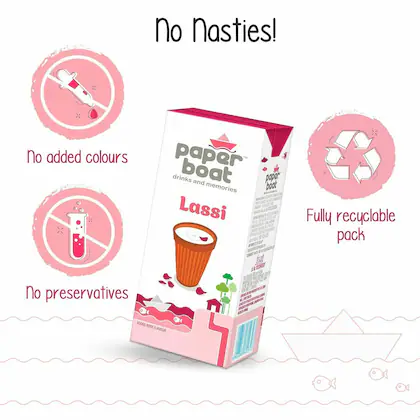 No Nasties!
No added colours
No preservatives
paper
boat
drinks and memories
Lassi
Fully recyclable
pack